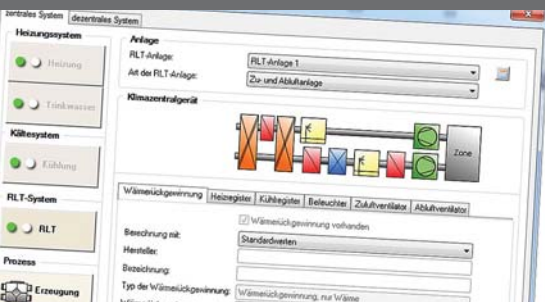 zentrales System dezentrales System
Heizungssystem
Heizung
Trinkwasser
Kältesystem
Kühlung
RLT-System
RLT
Prozess
Erzeugung
Anlage
RLT-Anlage: RLT-Anlage 1
Art der RLT-Anlage: Zu- und Abluftanlage
Klimazentralgerät
Zone
Wärmerückgewinnung Heizregister Kühlregister Befeuchter Zuluftventilator Abluftventilator
Wärmerückgewinnung vorhanden
Berechnung mit: Standardwerten
Hersteller:
Bezeichnung:
Typ der Wärmerückgewinnung: Wärmerückgewinnung, nur Wärme